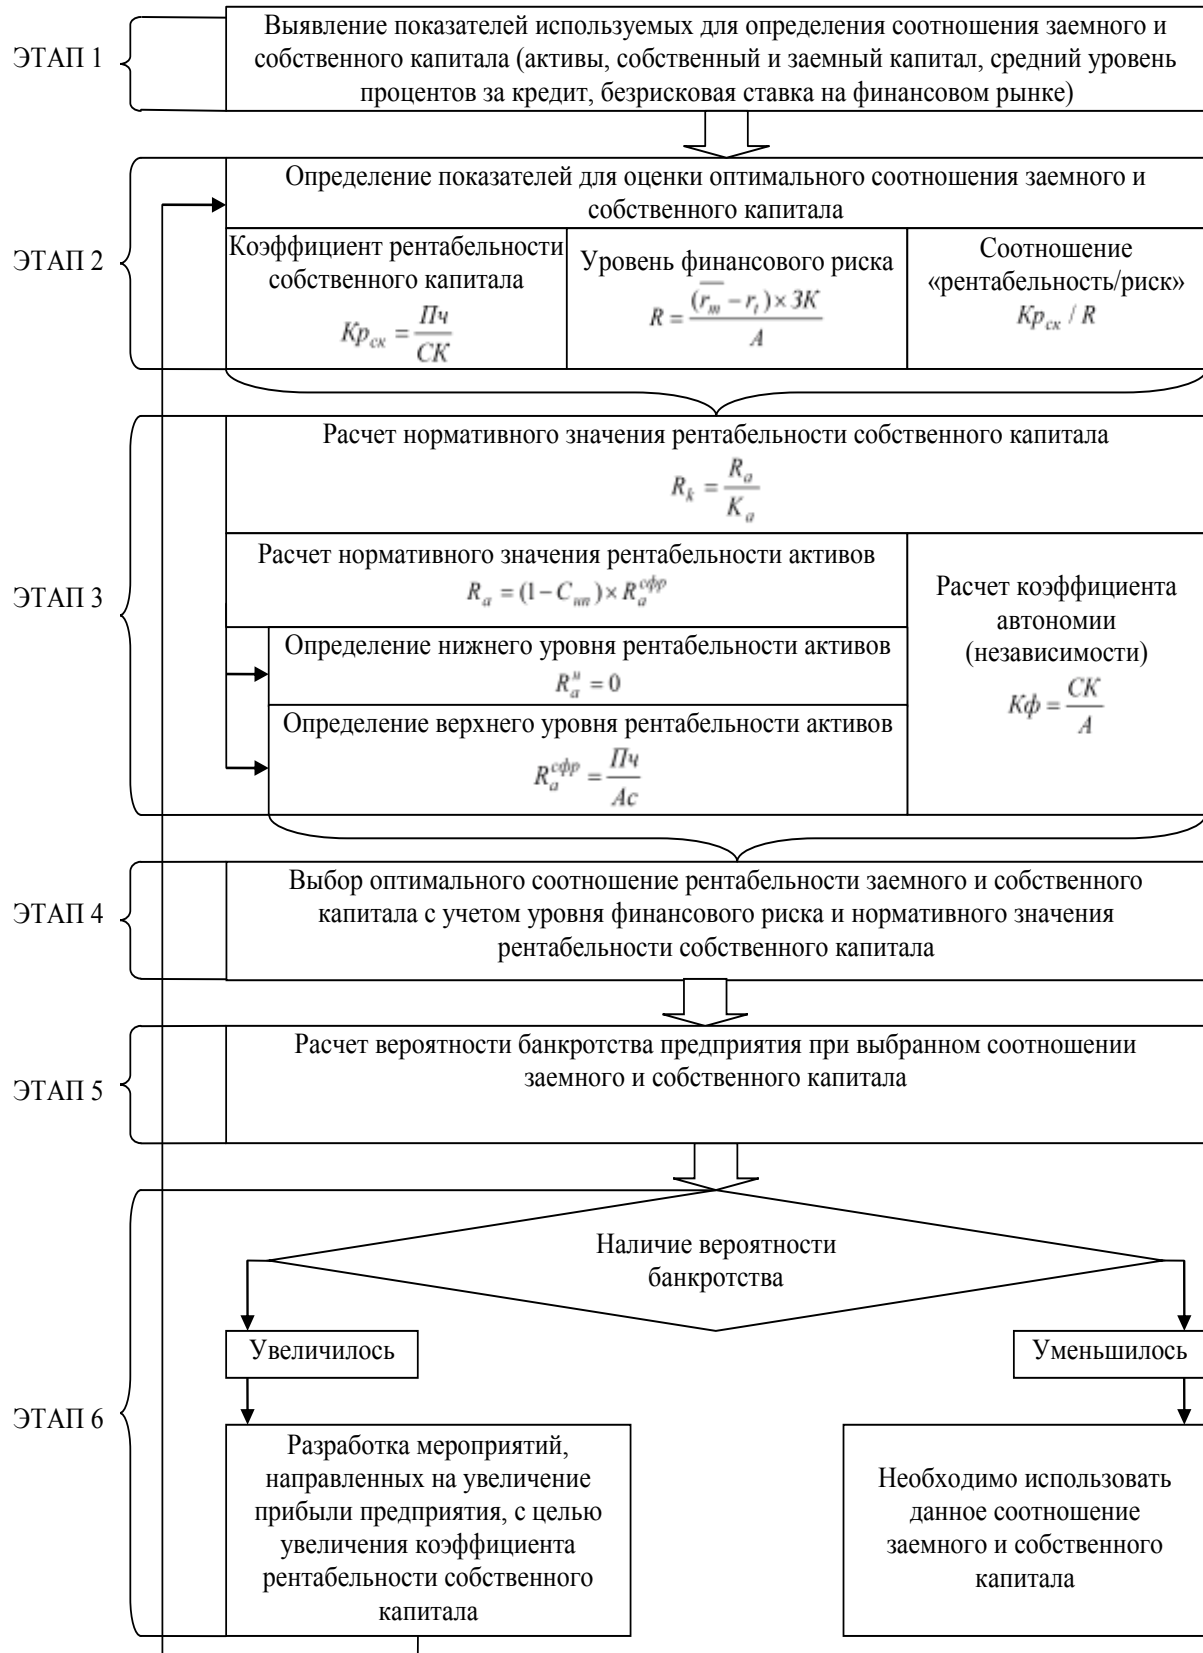 ЭТАП 1
Выявление показателей используемых для определения соотношения заемного и
собственного капитала (активы, собственный и заемный капитал, средний уровень
процентов за кредит, безрисковая ставка на финансовом рынке)
ЭТАП 2
Определение показателей для оценки оптимального соотношения заемного и
собственного капитала
Коэффициент рентабельности
собственного капитала
Кр_ск = Пч / СК
Уровень финансового риска
R = ((r̅_m − r_t) × ЗК) / А
Соотношение
«рентабельность/риск»
Кр_ск / R
ЭТАП 3
Расчет нормативного значения рентабельности собственного капитала
R_k = R_a / K_a
Расчет нормативного значения рентабельности активов
R_a = (1 − C_нп) × R_a^сфр
Определение нижнего уровня рентабельности активов
R_a^н = 0
Определение верхнего уровня рентабельности активов
R_a^сфр = Пч / Ас
Расчет коэффициента
автономии
(независимости)
Кф = СК / А
ЭТАП 4
Выбор оптимального соотношение рентабельности заемного и собственного
капитала с учетом уровня финансового риска и нормативного значения
рентабельности собственного капитала
ЭТАП 5
Расчет вероятности банкротства предприятия при выбранном соотношении
заемного и собственного капитала
ЭТАП 6
Наличие вероятности
банкротства
Увеличилось
Уменьшилось
Разработка мероприятий,
направленных на увеличение
прибыли предприятия, с целью
увеличения коэффициента
рентабельности собственного
капитала
Необходимо использовать
данное соотношение
заемного и собственного
капитала